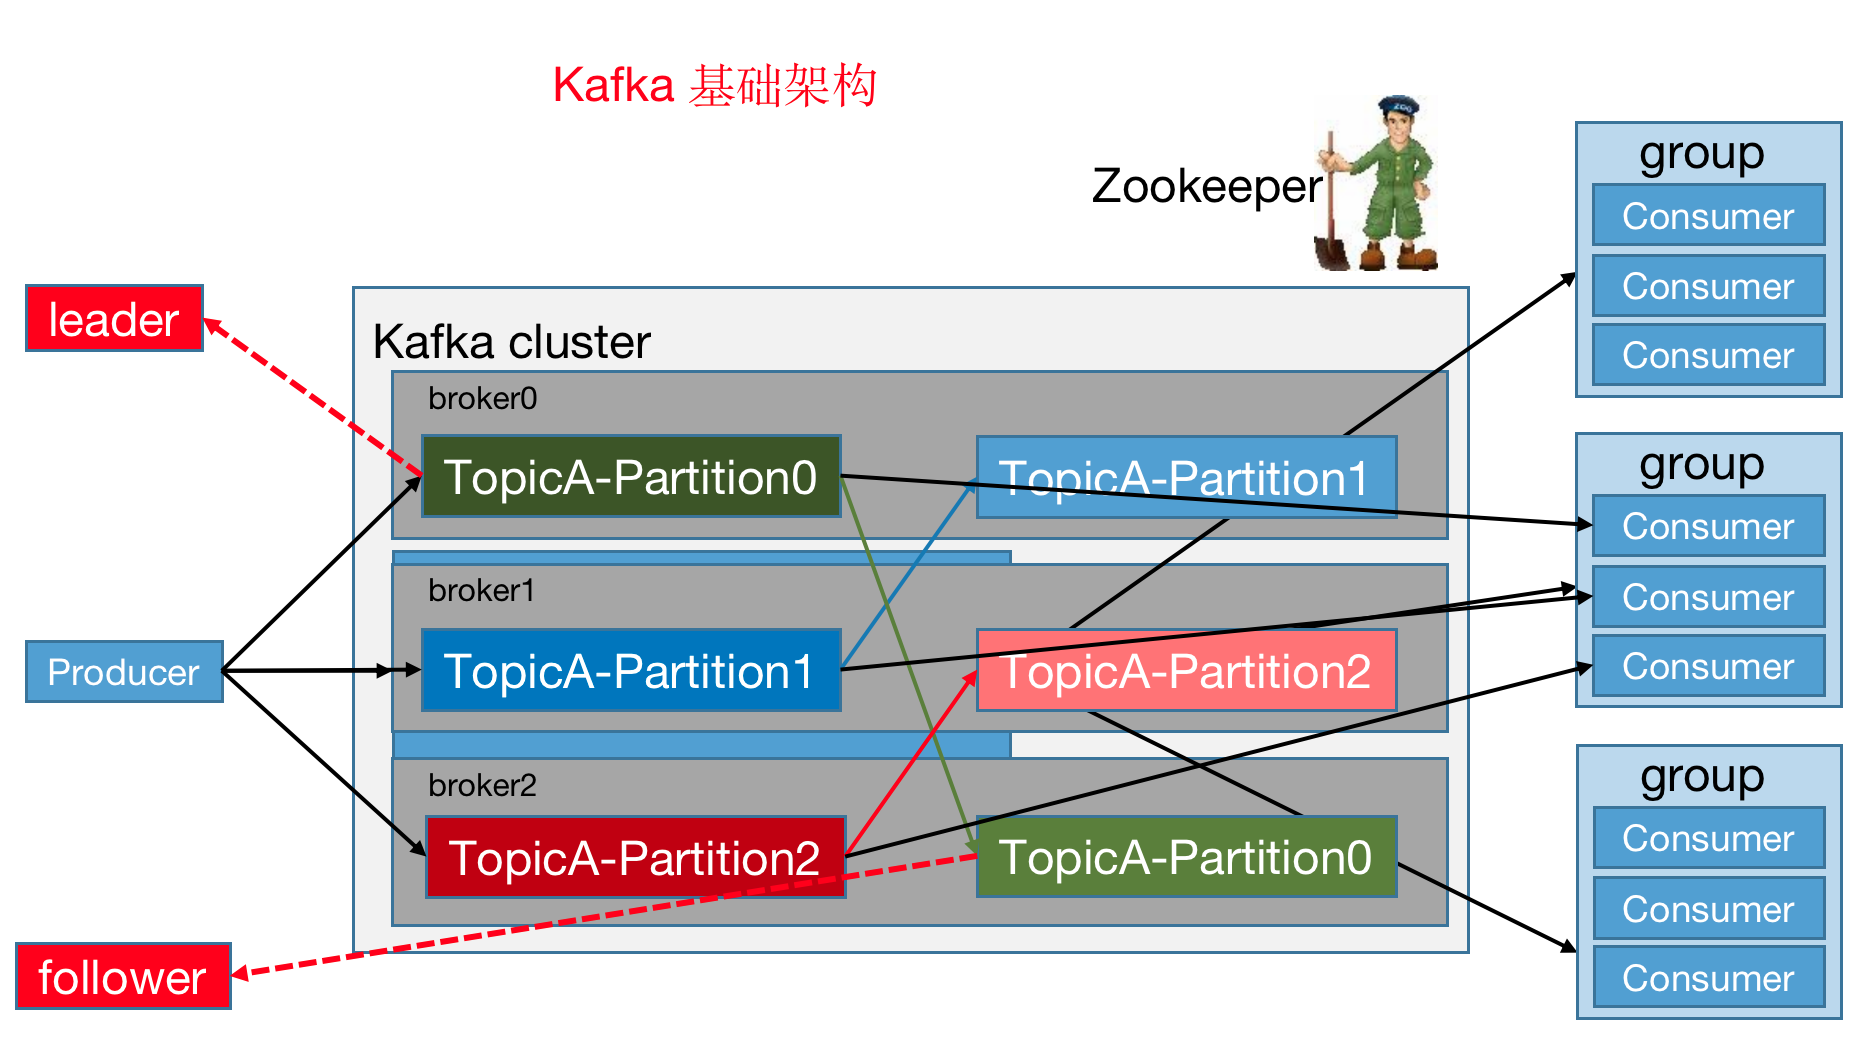 Kafka 基础架构
ZOO
Zookeeper
leader
Producer
follower
Kafka cluster
broker0
TopicA-Partition0
TopicA-Partition1
broker1
TopicA-Partition1
TopicA-Partition2
broker2
TopicA-Partition2
TopicA-Partition0
group
Consumer
Consumer
Consumer
group
Consumer
Consumer
Consumer
group
Consumer
Consumer
Consumer